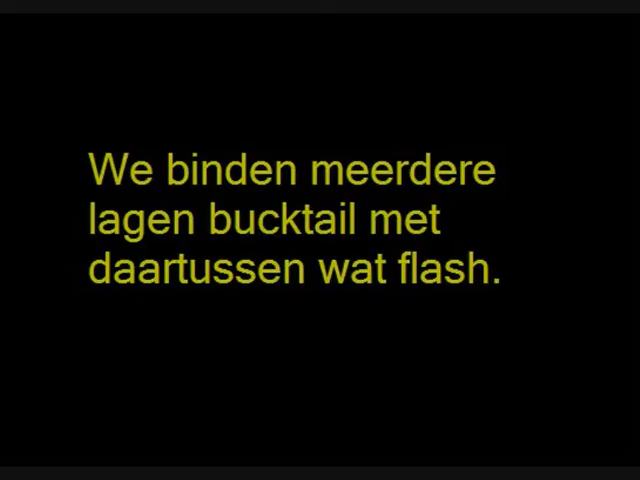 We binden meerdere
lagen bucktail met
daartussen wat flash.